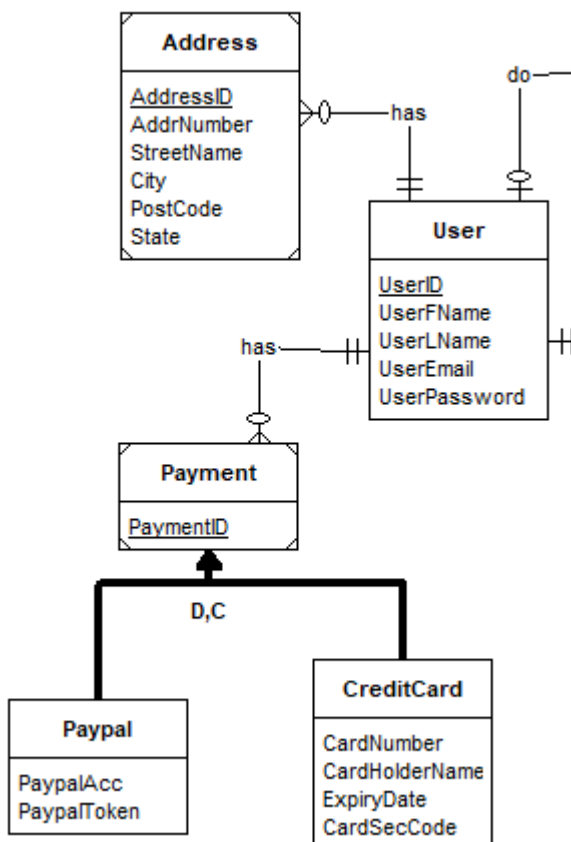 Address
AddressID
AddrNumber
StreetName
City
PostCode
State
has
do
User
UserID
UserFName
UserLName
UserEmail
UserPassword
has
Payment
PaymentID
D,C
Paypal
PaypalAcc
PaypalToken
CreditCard
CardNumber
CardHolderName
ExpiryDate
CardSecCode